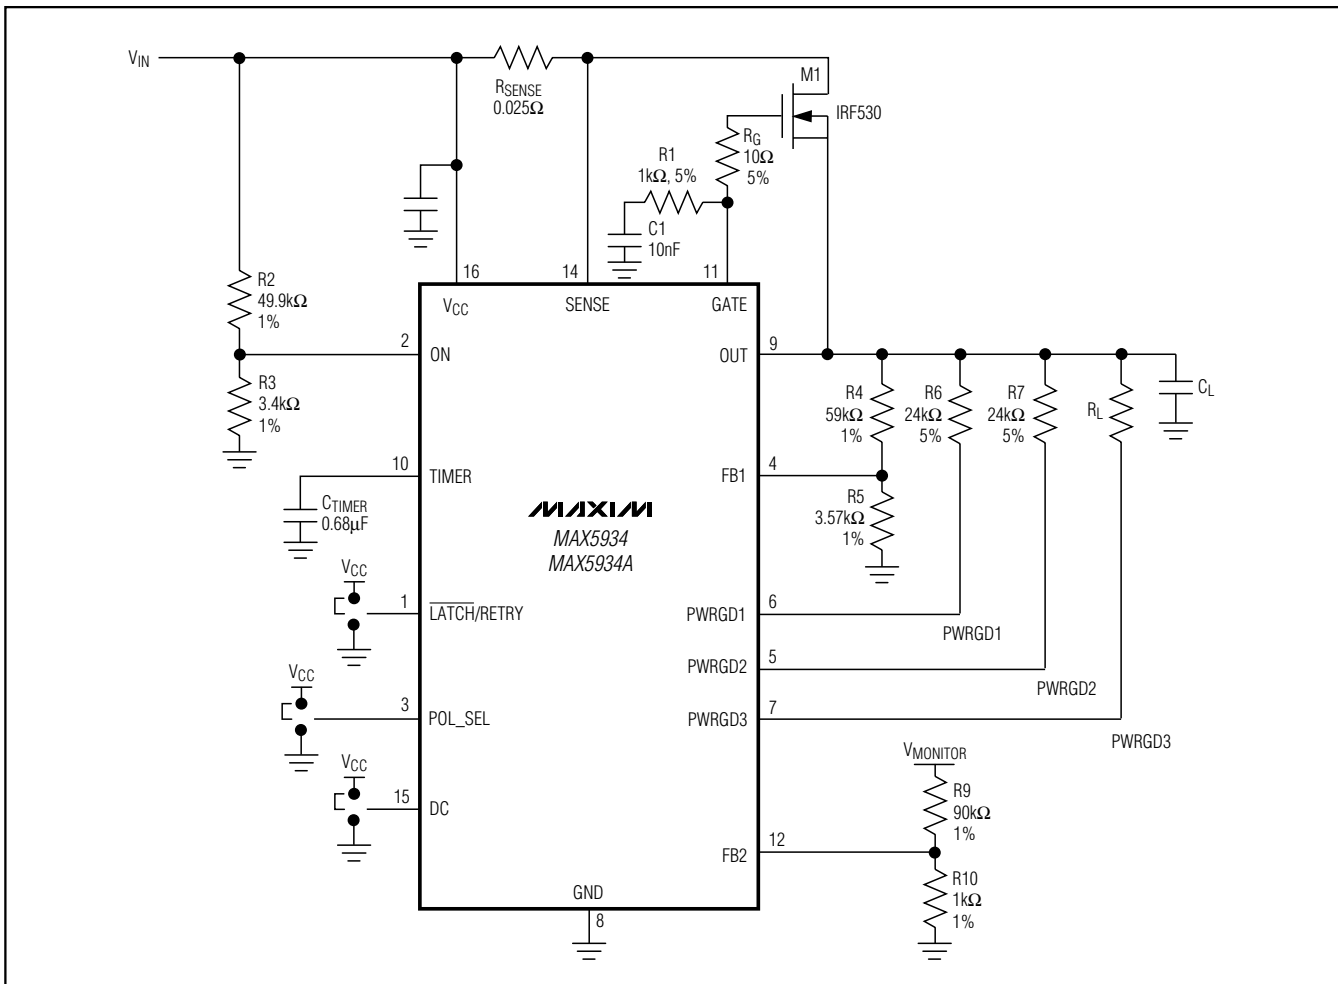 VIN
RSENSE
0.025Ω
M1
IRF530
RG
10Ω
5%
R1
1kΩ, 5%
C1
10nF
R2
49.9kΩ
1%
16
14
11
VCC
SENSE
GATE
2
ON
OUT
9
R3
3.4kΩ
1%
R4
59kΩ
1%
R6
24kΩ
5%
R7
24kΩ
5%
RL
CL
10
TIMER
FB1
4
CTIMER
0.68µF
R5
3.57kΩ
1%
MAXIM
MAX5934
MAX5934A
VCC
1
LATCH/RETRY
PWRGD1
6
PWRGD1
PWRGD2
5
PWRGD2
VCC
3
POL_SEL
PWRGD3
7
PWRGD3
VCC
15
DC
VMONITOR
R9
90kΩ
1%
FB2
12
R10
1kΩ
1%
GND
8